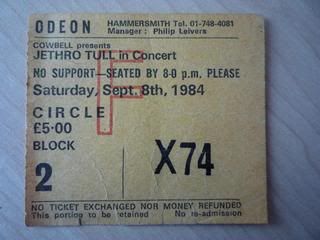 ODEON HAMMERSMITH Tel. 01-748-4081
Manager : Philip Leivers
COWBELL presents
JETHRO TULL in Concert
NO SUPPORT—SEATED BY 8·0 p.m. PLEASE
Saturday, Sept. 8th, 1984
F
CIRCLE
£5·00
BLOCK
2 X74
NO TICKET EXCHANGED NOR MONEY REFUNDED
This portion to be retained No re-admission